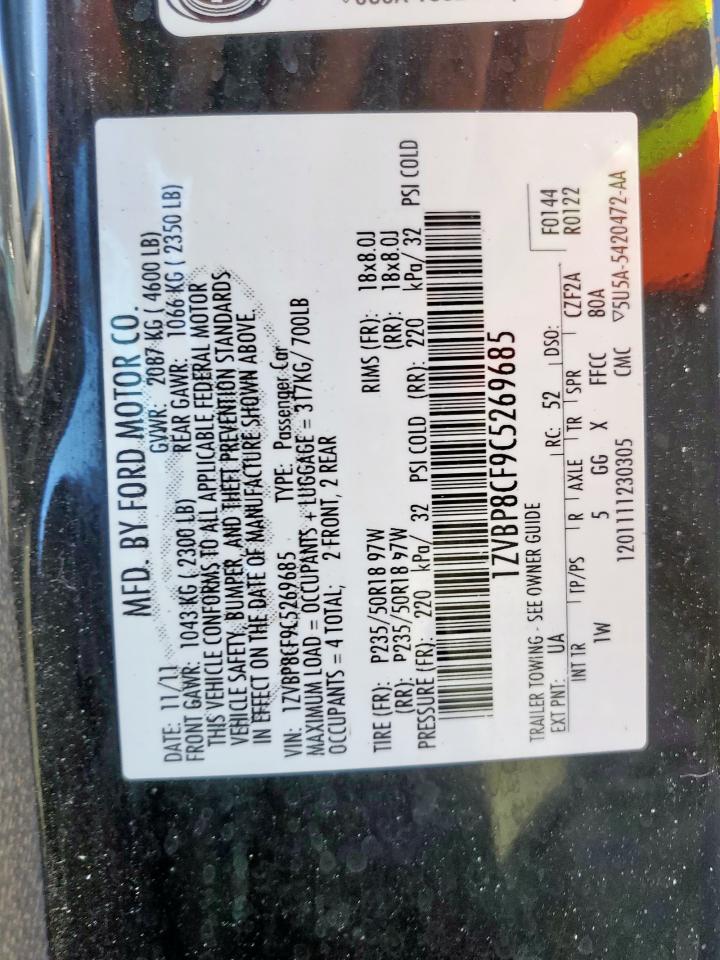 MFD. BY FORD MOTOR CO.
DATE: 11/11 GVWR: 2087 KG ( 4600 LB)
FRONT GAWR: 1043 KG ( 2300 LB) REAR GAWR: 1066 KG ( 2350 LB)
THIS VEHICLE CONFORMS TO ALL APPLICABLE FEDERAL MOTOR
VEHICLE SAFETY, BUMPER, AND THEFT PREVENTION STANDARDS
IN EFFECT ON THE DATE OF MANUFACTURE SHOWN ABOVE.
VIN: 1ZVBP8CF9C5269685 TYPE: Passenger Car
MAXIMUM LOAD = OCCUPANTS + LUGGAGE = 317KG/ 700LB
OCCUPANTS = 4 TOTAL; 2 FRONT, 2 REAR
TIRE (FR): P235/50R18 97W RIMS (FR): 18x8.0J
(RR): P235/50R18 97W (RR): 18x8.0J
PRESSURE (FR): 220 kPa/ 32 PSI COLD (RR): 220 kPa/ 32 PSI COLD
1ZVBP8CF9C5269685
TRAILER TOWING - SEE OWNER GUIDE F0144
EXT PNT: UA RC: 52 DSO: R0122
INT TR TP/PS R AXLE TR SPR CZF2A
1W 5 GG X FFCC 80A
1201111230305 CMC ▽5U5A-5420472-AA